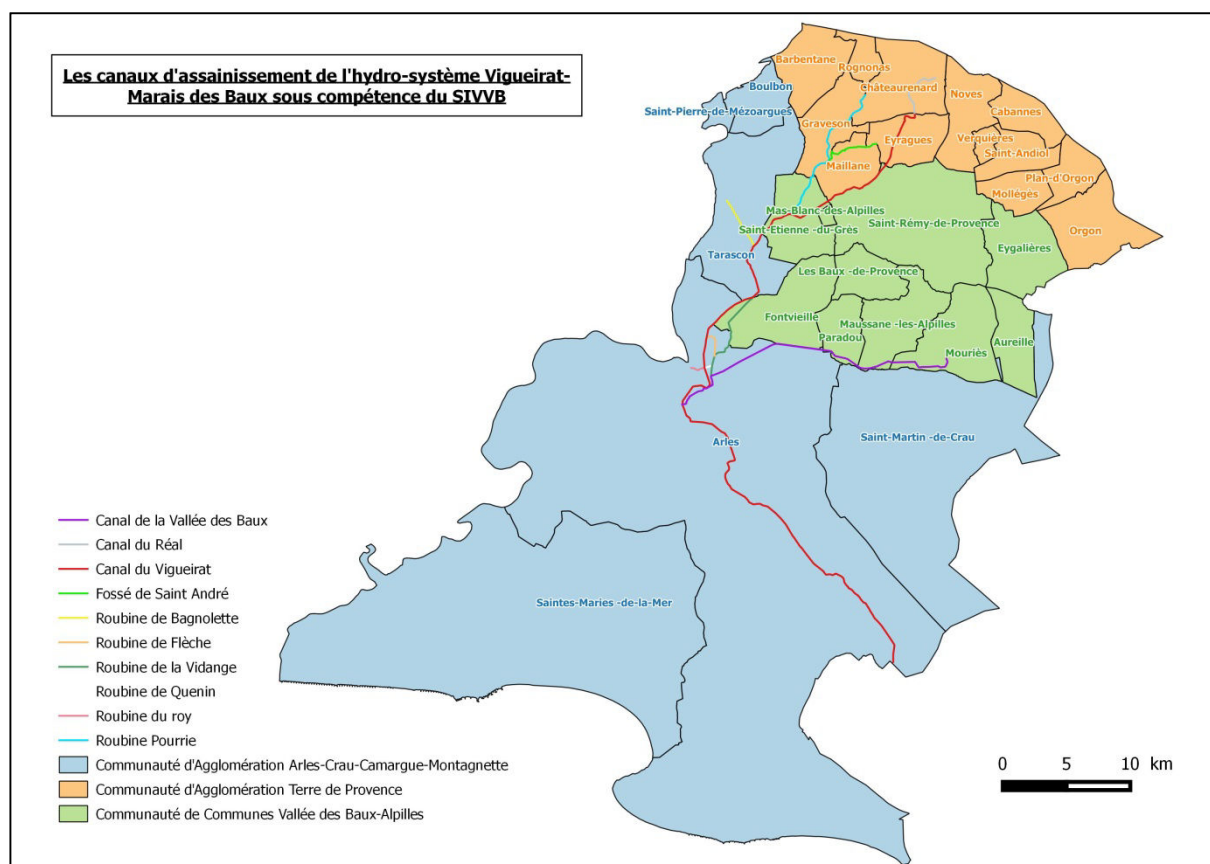 Les canaux d'assainissement de l'hydro-système Vigueirat-
Marais des Baux sous compétence du SIVVB
Barbentane
Rognonas
Boulbon
Châteaurenard
Saint-Pierre-de-Mézoargues
Noves
Cabannes
Graveson
Eyragues
Verquières
Saint-Andiol
Maillane
Plan-d'Orgon
Mollégès
Mas-Blanc-des-Alpilles
Saint-Rémy-de-Provence
Saint-Etienne -du-Grès
Orgon
Eygalières
Tarascon
Les Baux -de-Provence
Fontvieille
Maussane -les-Alpilles
Paradou
Aureille
Mouriès
Arles
Saint-Martin -de-Crau
Saintes-Maries -de-la-Mer
Canal de la Vallée des Baux
Canal du Réal
Canal du Vigueirat
Fossé de Saint André
Roubine de Bagnolette
Roubine de Flèche
Roubine de la Vidange
Roubine de Quenin
Roubine du roy
Roubine Pourrie
Communauté d'Agglomération Arles-Crau-Camargue-Montagnette
Communauté d'Agglomération Terre de Provence
Communauté de Communes Vallée des Baux-Alpilles
0 5 10 km